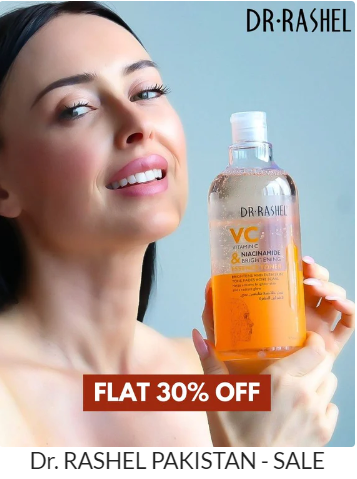 DR·RASHEL
DR·RASHEL
VC
VITAMIN C
& NIACINAMIDE
BRIGHTENING
FLAT 30% OFF
Dr. RASHEL PAKISTAN - SALE